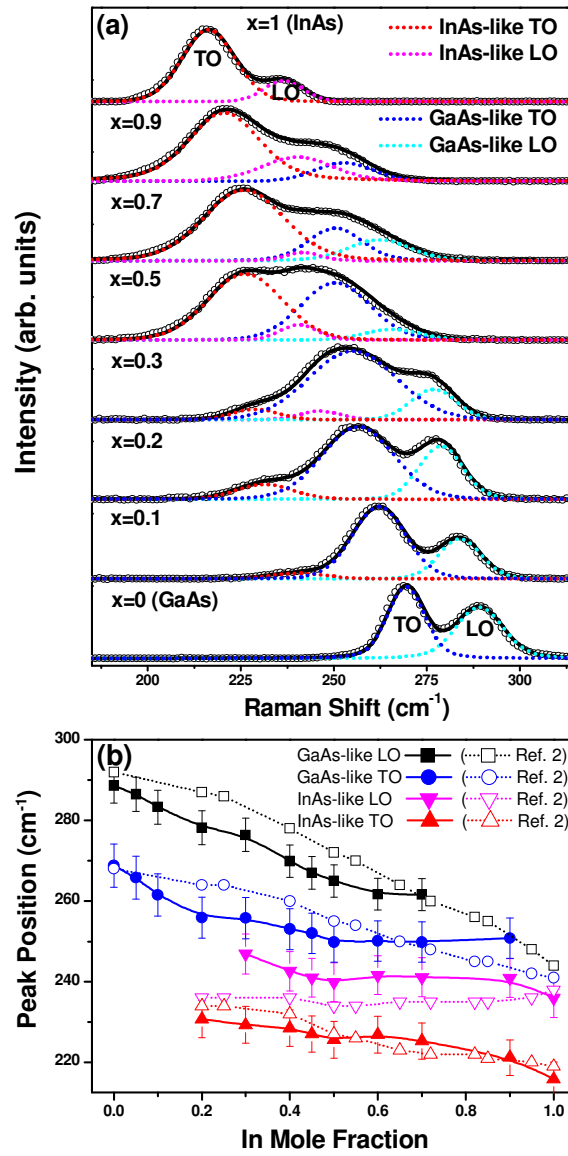 (a) x=1 (InAs) InAs-like TO
TO LO InAs-like LO
x=0.9 GaAs-like TO
GaAs-like LO
x=0.7
x=0.5
x=0.3
x=0.2
x=0.1
x=0 (GaAs) TO LO
Intensity (arb. units)
200 225 250 275 300
Raman Shift (cm⁻¹)
(b) GaAs-like LO ( Ref. 2)
GaAs-like TO ( Ref. 2)
InAs-like LO ( Ref. 2)
InAs-like TO ( Ref. 2)
300
280
260
240
220
Peak Position (cm⁻¹)
0.0 0.2 0.4 0.6 0.8 1.0
In Mole Fraction